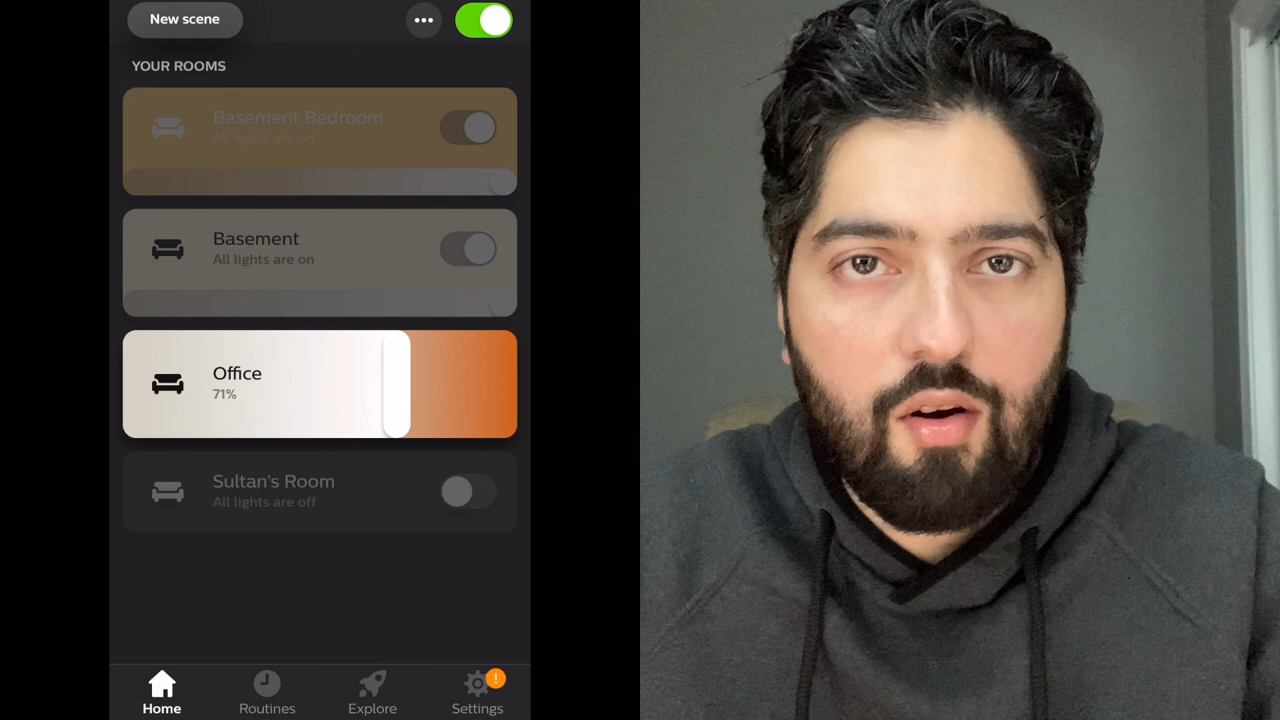 New scene
YOUR ROOMS
Basement Bedroom
All lights are on
Basement
All lights are on
Office
71%
Sultan's Room
All lights are off
!
Home
Routines
Explore
Settings